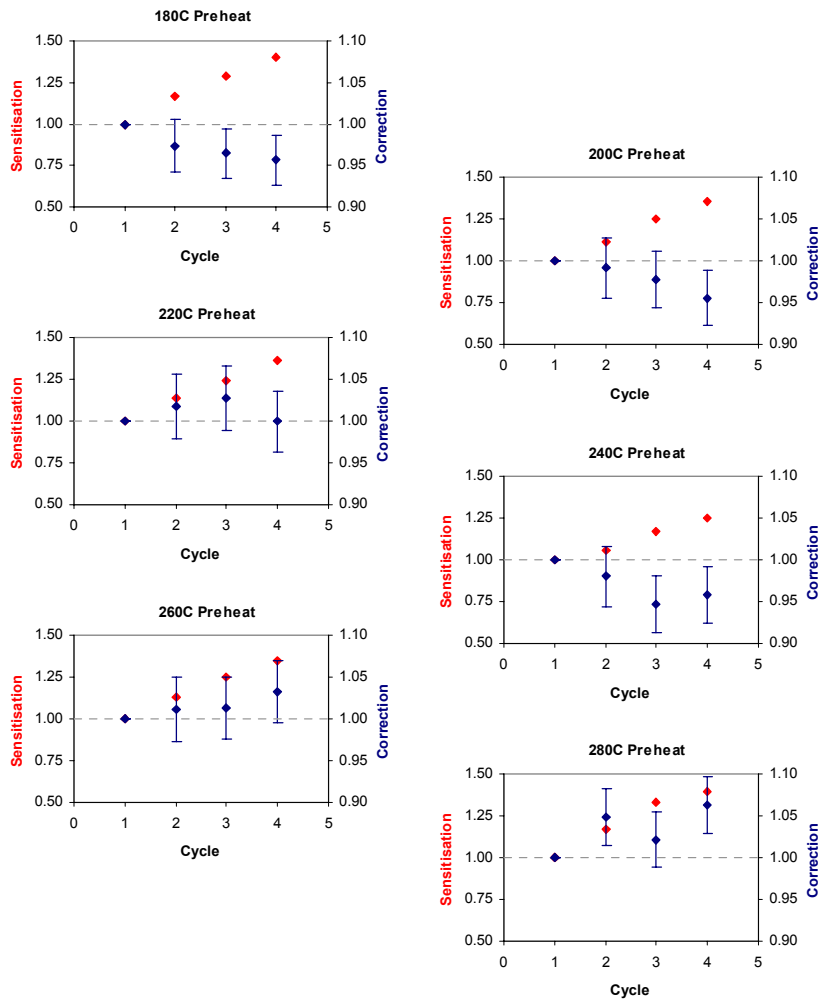 180C Preheat
1.50 1.10
1.25 1.05
1.00 1.00
0.75 0.95
0.50 0.90
0 1 2 3 4 5
Cycle
Sensitisation
Correction
200C Preheat
1.50 1.10
1.25 1.05
1.00 1.00
0.75 0.95
0.50 0.90
0 1 2 3 4 5
Cycle
Sensitisation
Correction
220C Preheat
1.50 1.10
1.25 1.05
1.00 1.00
0.75 0.95
0.50 0.90
0 1 2 3 4 5
Cycle
Sensitisation
Correction
240C Preheat
1.50 1.10
1.25 1.05
1.00 1.00
0.75 0.95
0.50 0.90
0 1 2 3 4 5
Cycle
Sensitisation
Correction
260C Preheat
1.50 1.10
1.25 1.05
1.00 1.00
0.75 0.95
0.50 0.90
0 1 2 3 4 5
Cycle
Sensitisation
Correction
280C Preheat
1.50 1.10
1.25 1.05
1.00 1.00
0.75 0.95
0.50 0.90
0 1 2 3 4 5
Cycle
Sensitisation
Correction